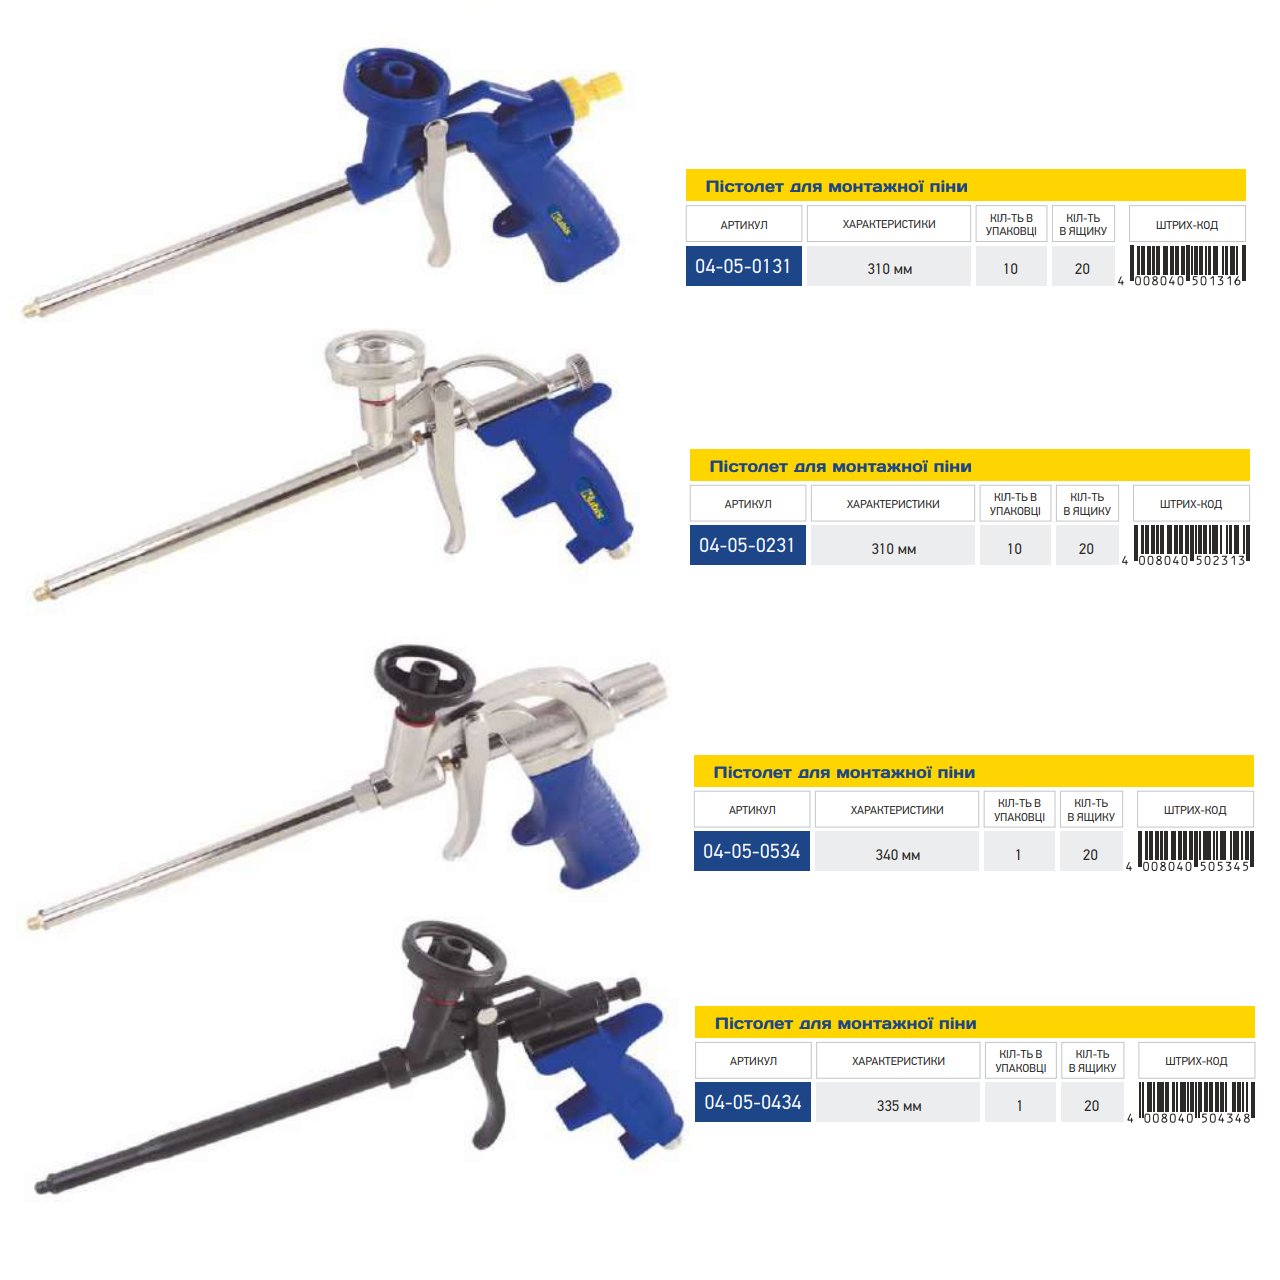 Kubis
Пістолет для монтажної піни
АРТИКУЛ
ХАРАКТЕРИСТИКИ
КІЛ-ТЬ В
УПАКОВЦІ
КІЛ-ТЬ
В ЯЩИКУ
ШТРИХ-КОД
04-05-0131
310 мм
10
20
4 008040 501316
Kubis
Пістолет для монтажної піни
АРТИКУЛ
ХАРАКТЕРИСТИКИ
КІЛ-ТЬ В
УПАКОВЦІ
КІЛ-ТЬ
В ЯЩИКУ
ШТРИХ-КОД
04-05-0231
310 мм
10
20
4 008040 502313
Пістолет для монтажної піни
АРТИКУЛ
ХАРАКТЕРИСТИКИ
КІЛ-ТЬ В
УПАКОВЦІ
КІЛ-ТЬ
В ЯЩИКУ
ШТРИХ-КОД
04-05-0534
340 мм
1
20
4 008040 505345
Пістолет для монтажної піни
АРТИКУЛ
ХАРАКТЕРИСТИКИ
КІЛ-ТЬ В
УПАКОВЦІ
КІЛ-ТЬ
В ЯЩИКУ
ШТРИХ-КОД
04-05-0434
335 мм
1
20
4 008040 504348